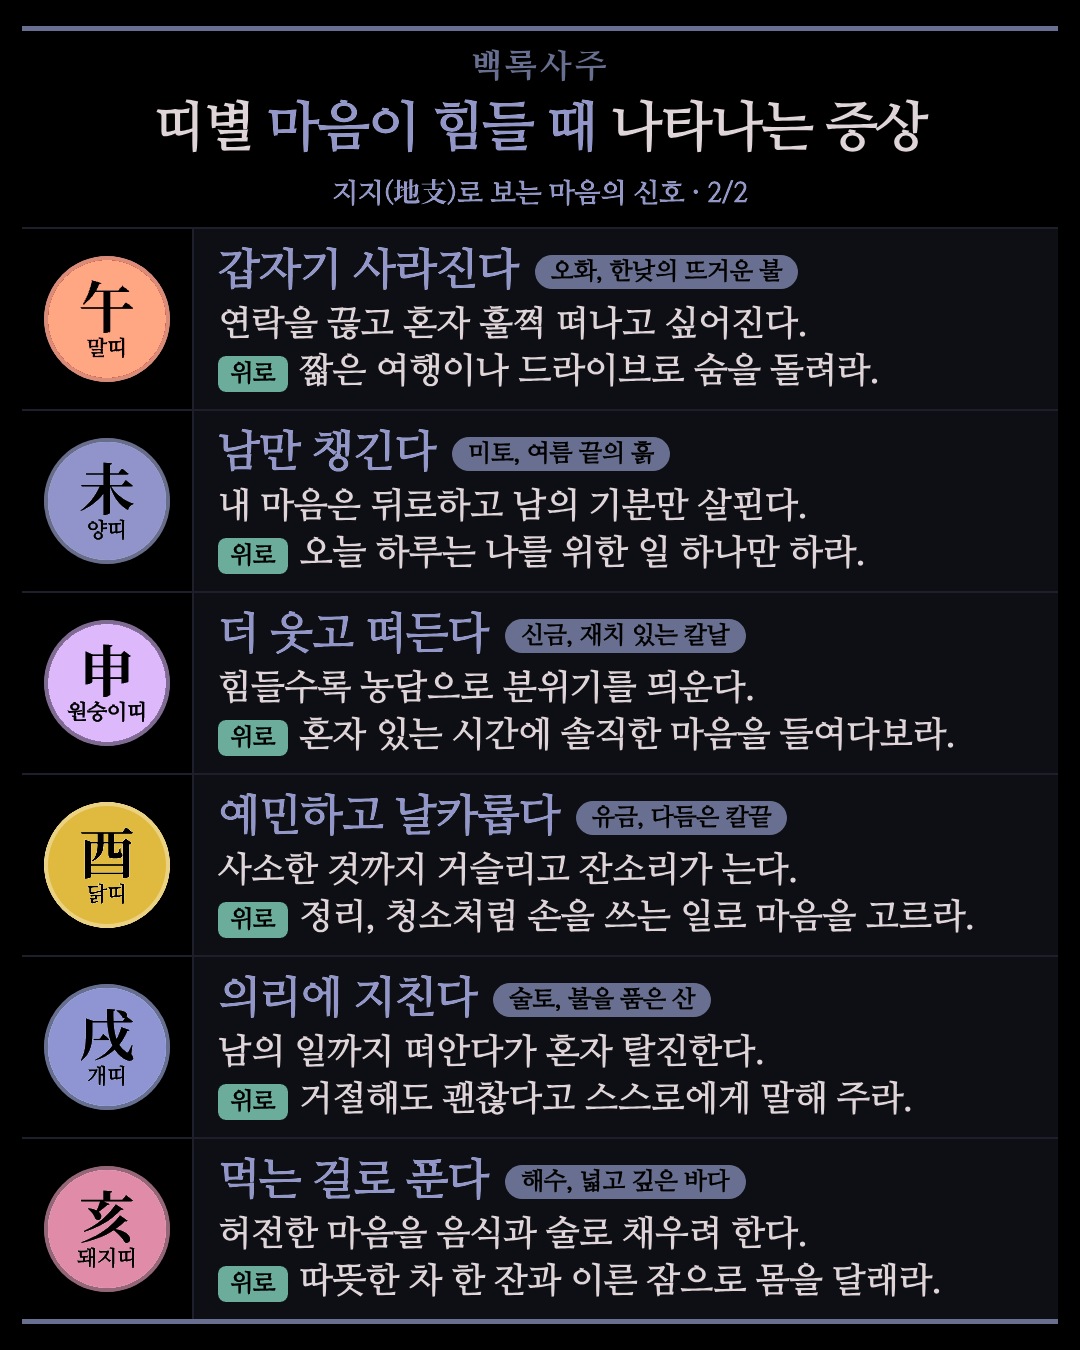 백록사주
띠별 마음이 힘들 때 나타나는 증상
지지(地支)로 보는 마음의 신호 · 2/2
午
말띠
갑자기 사라진다 오화, 한낮의 뜨거운 불
연락을 끊고 혼자 훌쩍 떠나고 싶어진다.
위로 짧은 여행이나 드라이브로 숨을 돌려라.
未
양띠
남만 챙긴다 미토, 여름 끝의 흙
내 마음은 뒤로하고 남의 기분만 살핀다.
위로 오늘 하루는 나를 위한 일 하나만 하라.
申
원숭이띠
더 웃고 떠든다 신금, 재치 있는 칼날
힘들수록 농담으로 분위기를 띄운다.
위로 혼자 있는 시간에 솔직한 마음을 들여다보라.
酉
닭띠
예민하고 날카롭다 유금, 다듬은 칼끝
사소한 것까지 거슬리고 잔소리가 는다.
위로 정리, 청소처럼 손을 쓰는 일로 마음을 고르라.
戌
개띠
의리에 지친다 술토, 불을 품은 산
남의 일까지 떠안다가 혼자 탈진한다.
위로 거절해도 괜찮다고 스스로에게 말해 주라.
亥
돼지띠
먹는 걸로 푼다 해수, 넓고 깊은 바다
허전한 마음을 음식과 술로 채우려 한다.
위로 따뜻한 차 한 잔과 이른 잠으로 몸을 달래라.